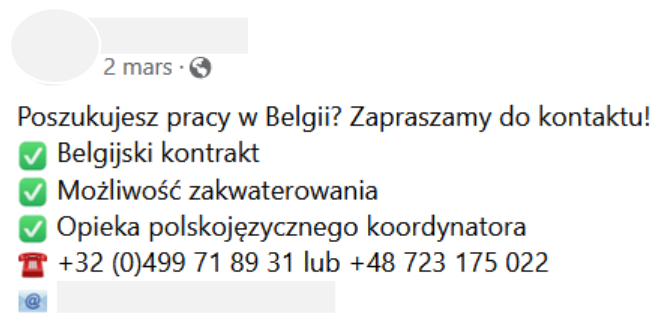 2 mars ·
Poszukujesz pracy w Belgii? Zapraszamy do kontaktu!
✅ Belgijski kontrakt
✅ Możliwość zakwaterowania
✅ Opieka polskojęzycznego koordynatora
☎️ +32 (0)499 71 89 31 lub +48 723 175 022